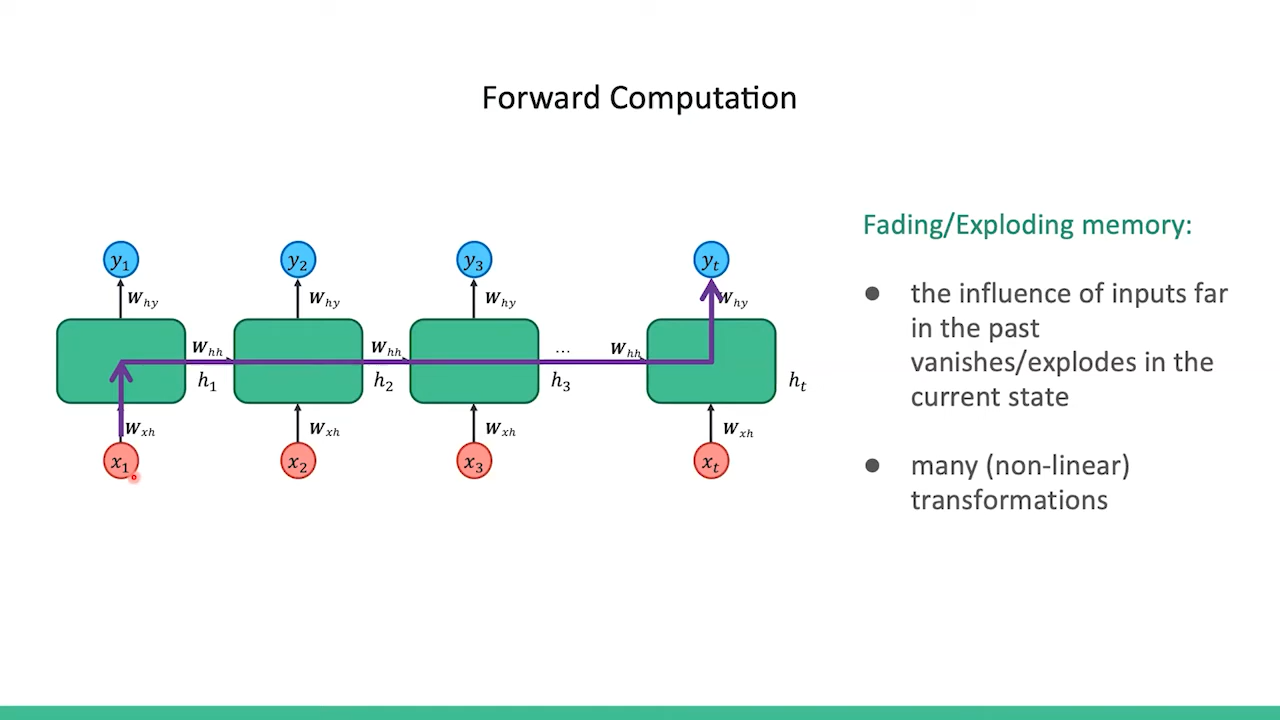 Forward Computation
y1 y2 y3 yt
Why Why Why Why
Whh Whh … Whh
h1 h2 h3 ht
Wxh Wxh Wxh Wxh
x1 x2 x3 xt
Fading/Exploding memory:
● the influence of inputs far
in the past
vanishes/explodes in the
current state
● many (non-linear)
transformations